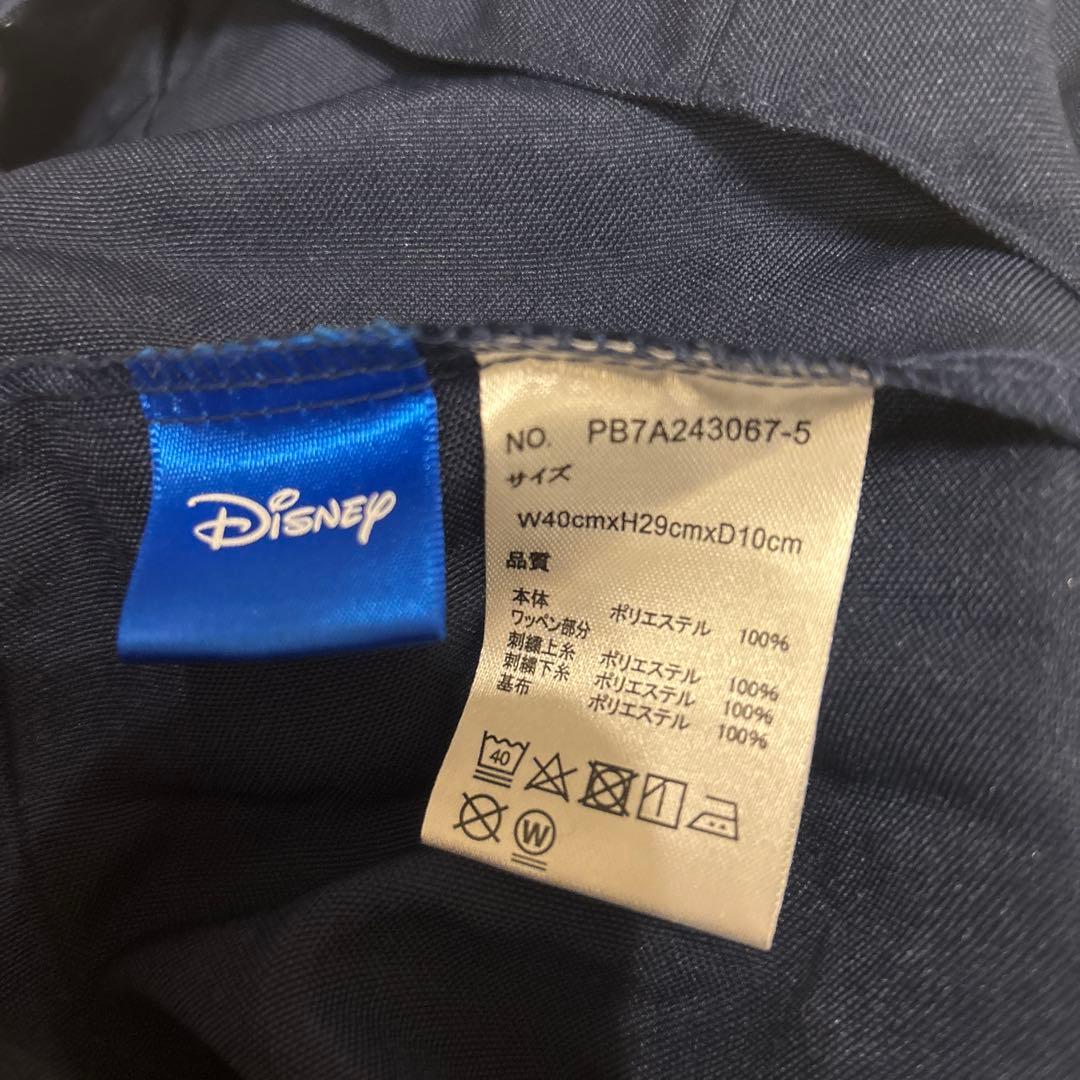 Disney
NO. PB7A243067-5
サイズ
W40cmxH29cmxD10cm
品質
本体 ポリエステル 100%
ワッペン部分
刺繍上糸 ポリエステル 100%
刺繍下糸 ポリエステル 100%
基布 ポリエステル 100%
40
W